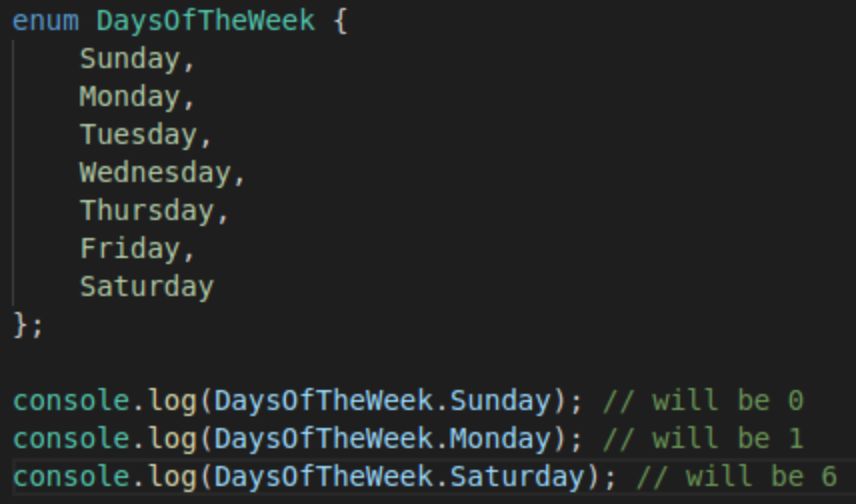 enum DaysOfTheWeek {
    Sunday,
    Monday,
    Tuesday,
    Wednesday,
    Thursday,
    Friday,
    Saturday
};

console.log(DaysOfTheWeek.Sunday); // will be 0
console.log(DaysOfTheWeek.Monday); // will be 1
console.log(DaysOfTheWeek.Saturday); // will be 6